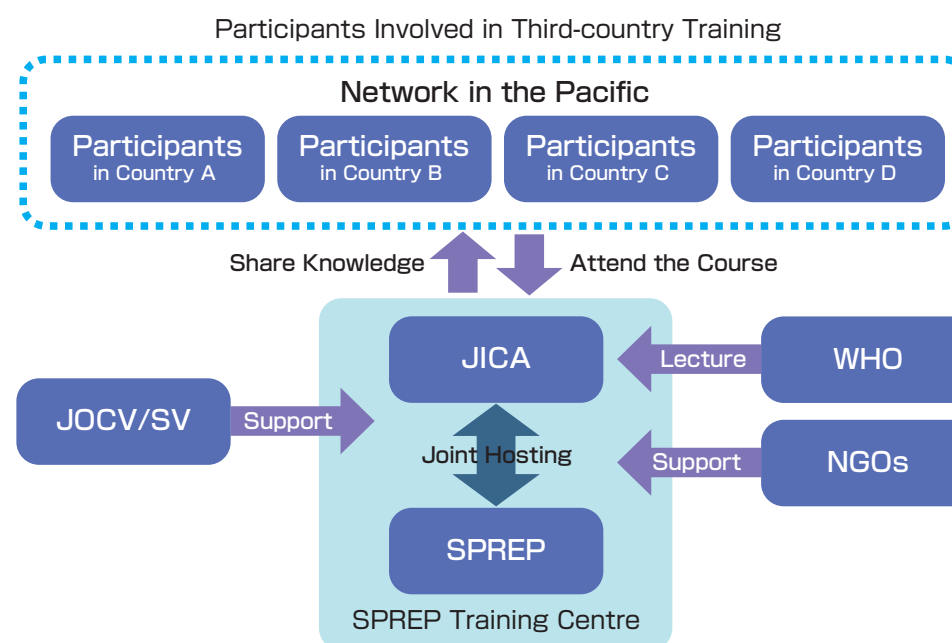 Participants Involved in Third-country Training
Network in the Pacific
Participants
in Country A
Participants
in Country B
Participants
in Country C
Participants
in Country D
Share Knowledge
Attend the Course
JICA
Lecture
WHO
JOCV/SV
Support
Joint Hosting
Support
NGOs
SPREP
SPREP Training Centre